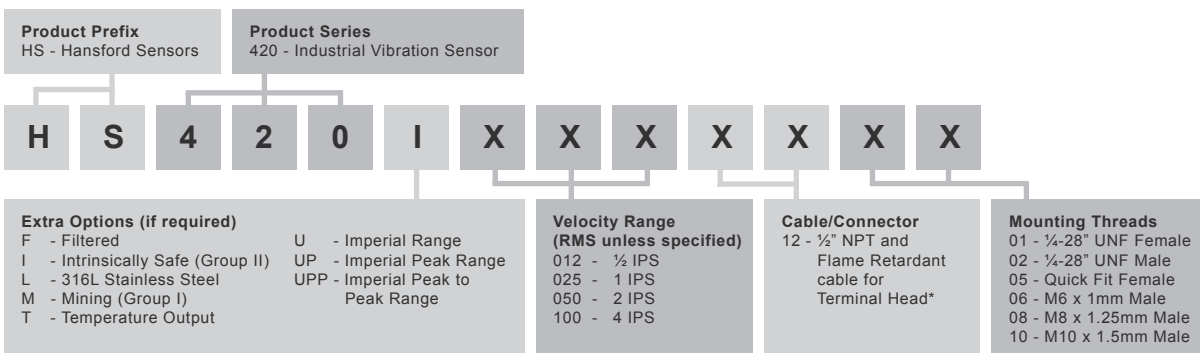 Product Prefix
HS - Hansford Sensors
Product Series
420 - Industrial Vibration Sensor
H S 4 2 0 I X X X X X X X
Extra Options (if required)
F - Filtered
I - Intrinsically Safe (Group II)
L - 316L Stainless Steel
M - Mining (Group I)
T - Temperature Output
U - Imperial Range
UP - Imperial Peak Range
UPP - Imperial Peak to
Peak Range
Velocity Range
(RMS unless specified)
012 - ½ IPS
025 - 1 IPS
050 - 2 IPS
100 - 4 IPS
Cable/Connector
12 - ½” NPT and
Flame Retardant
cable for
Terminal Head*
Mounting Threads
01 - ¼-28” UNF Female
02 - ¼-28” UNF Male
05 - Quick Fit Female
06 - M6 x 1mm Male
08 - M8 x 1.25mm Male
10 - M10 x 1.5mm Male